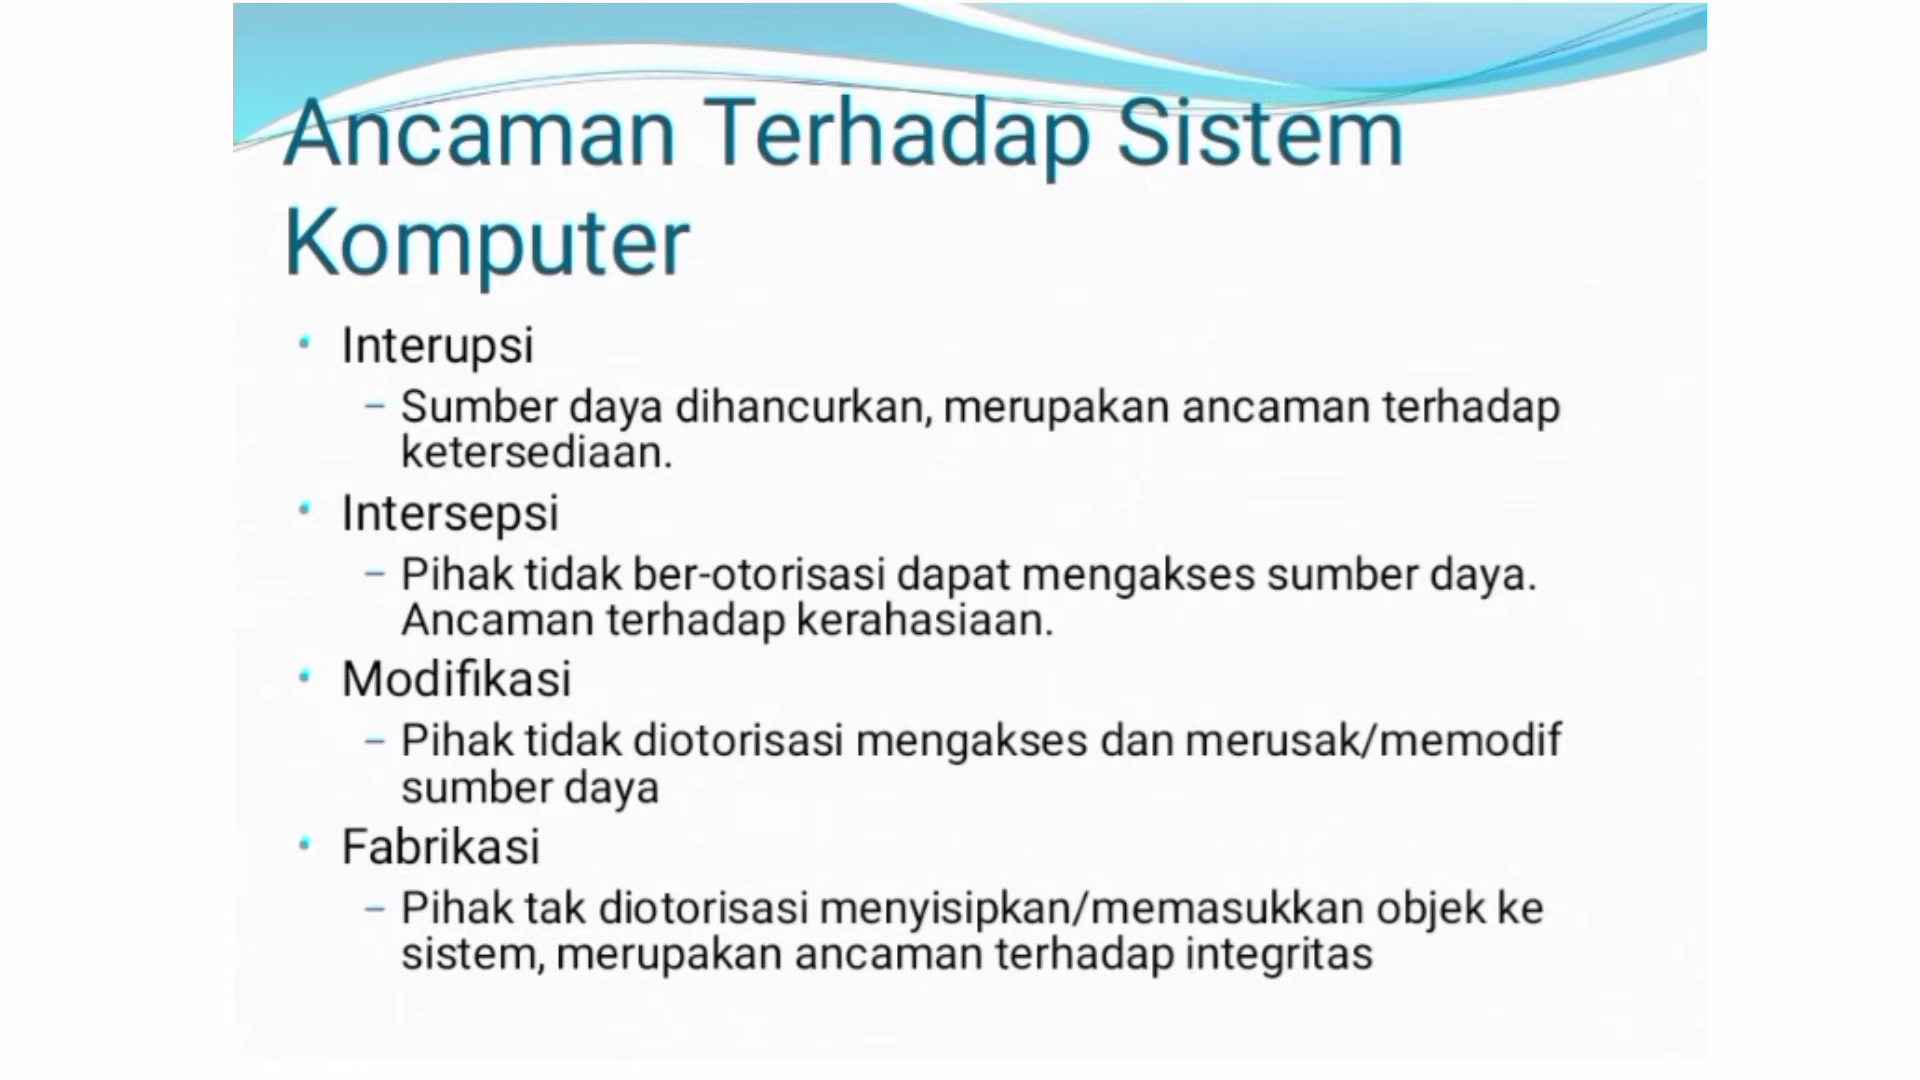 Ancaman Terhadap Sistem
Komputer
• Interupsi
– Sumber daya dihancurkan, merupakan ancaman terhadap
ketersediaan.
• Intersepsi
– Pihak tidak ber-otorisasi dapat mengakses sumber daya.
Ancaman terhadap kerahasiaan.
• Modifikasi
– Pihak tidak diotorisasi mengakses dan merusak/memodif
sumber daya
• Fabrikasi
– Pihak tak diotorisasi menyisipkan/memasukkan objek ke
sistem, merupakan ancaman terhadap integritas